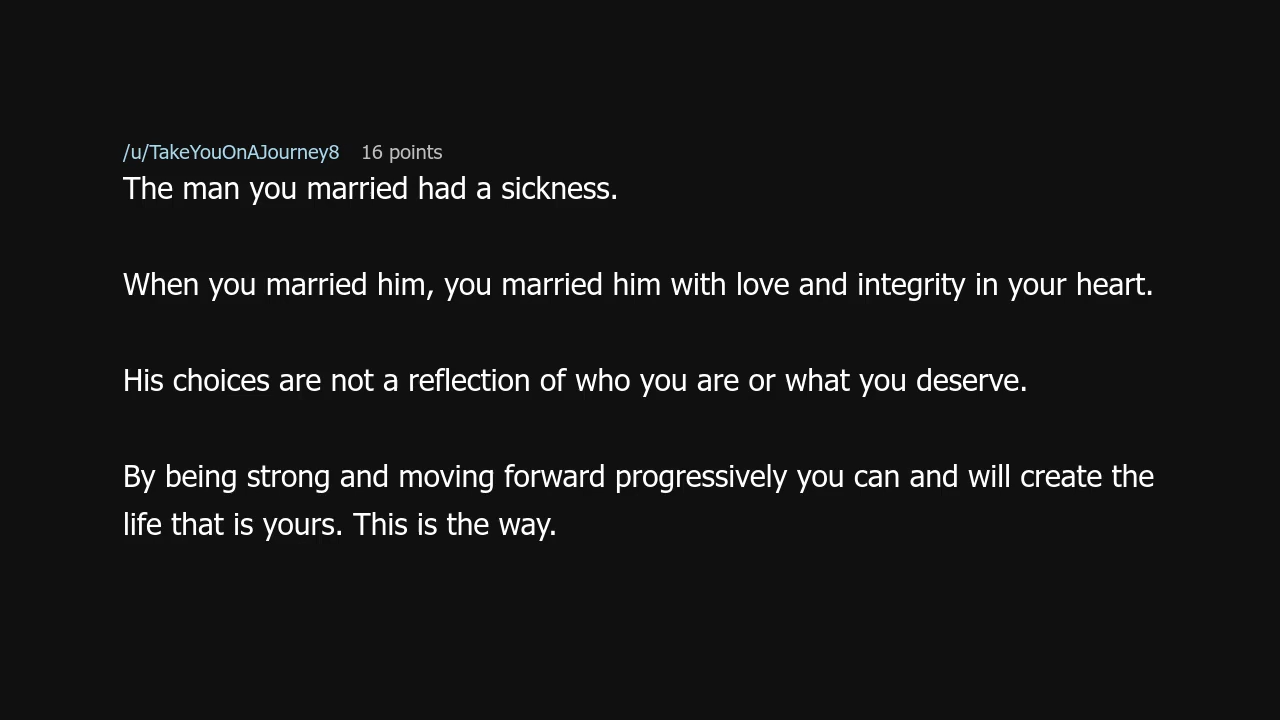 /u/TakeYouOnAJourney8 16 points
The man you married had a sickness.
When you married him, you married him with love and integrity in your heart.
His choices are not a reflection of who you are or what you deserve.
By being strong and moving forward progressively you can and will create the
life that is yours. This is the way.